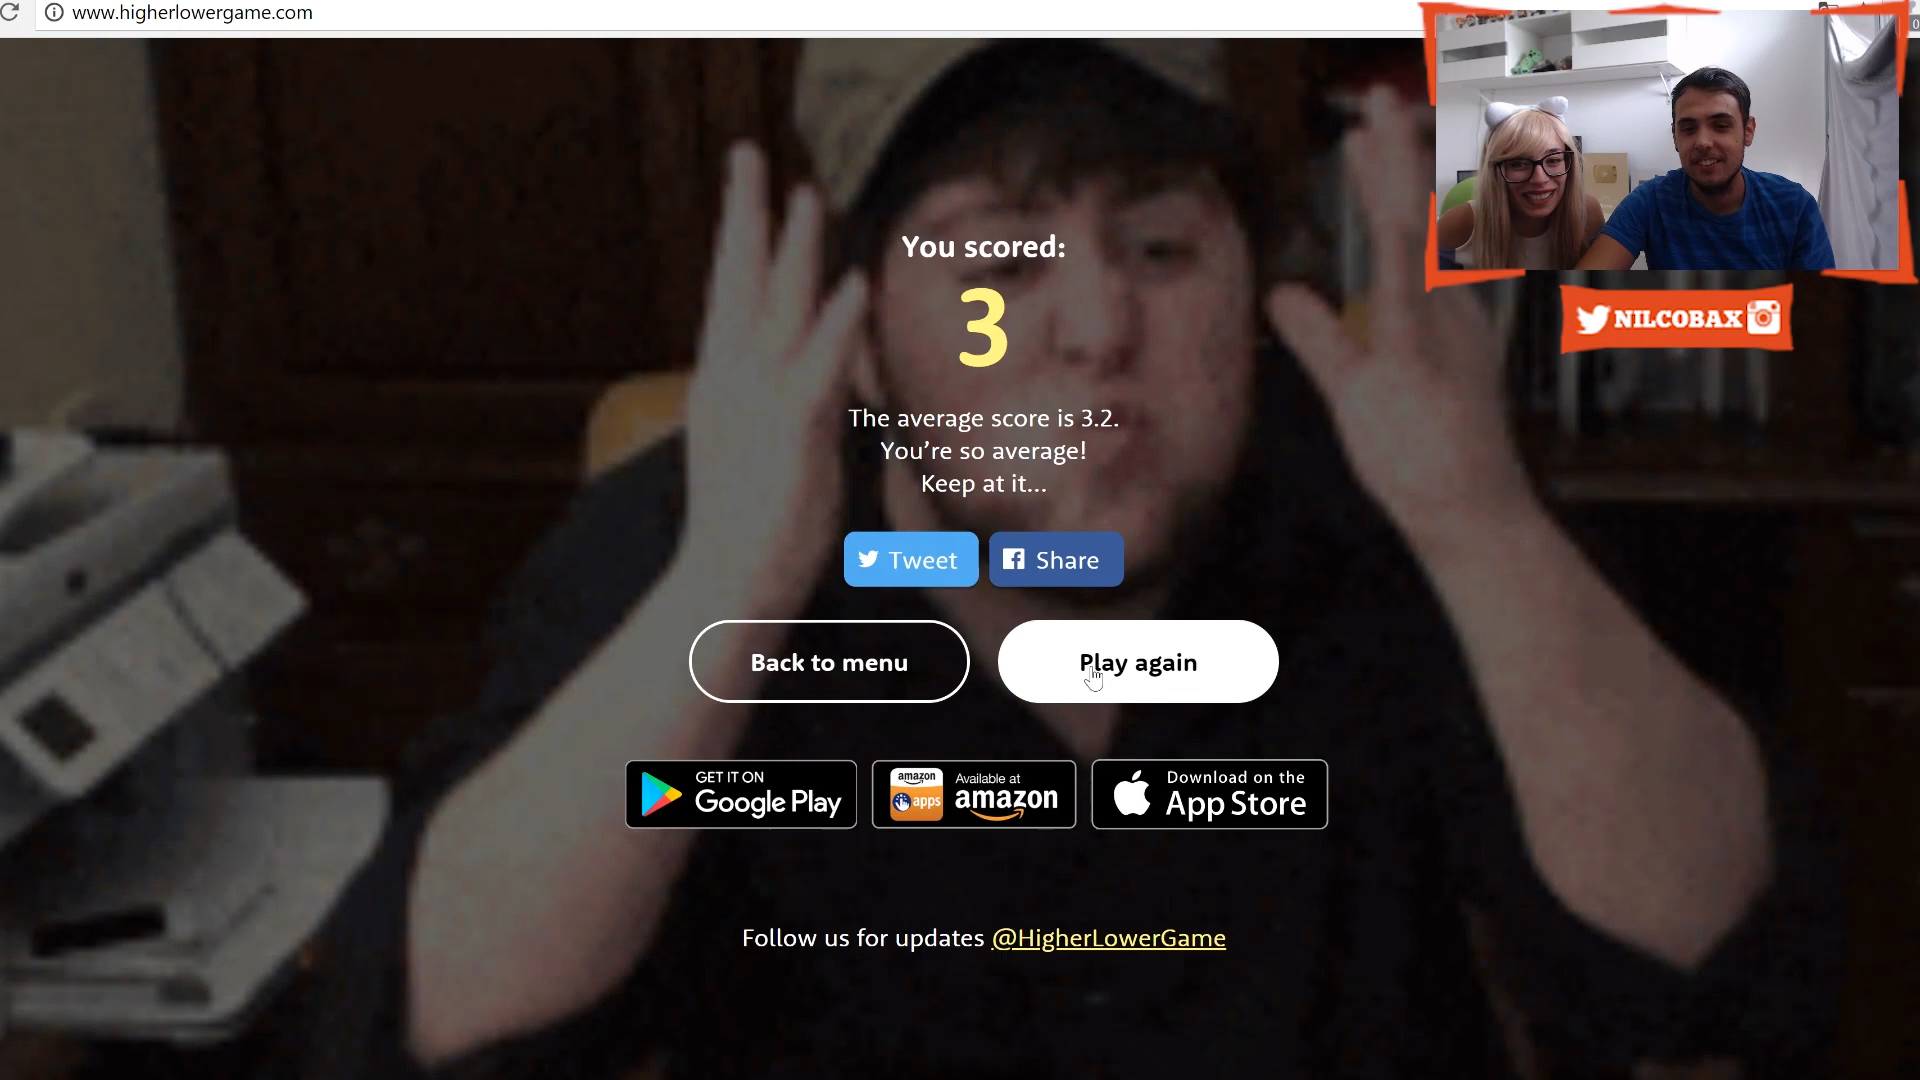 www.higherlowergame.com
NILCOBAX
You scored:
3
The average score is 3.2.
You're so average!
Keep at it...
Tweet
Share
Back to menu
Play again
GET IT ON
Google Play
amazon
apps
Available at
amazon
Download on the
App Store
Follow us for updates @HigherLowerGame